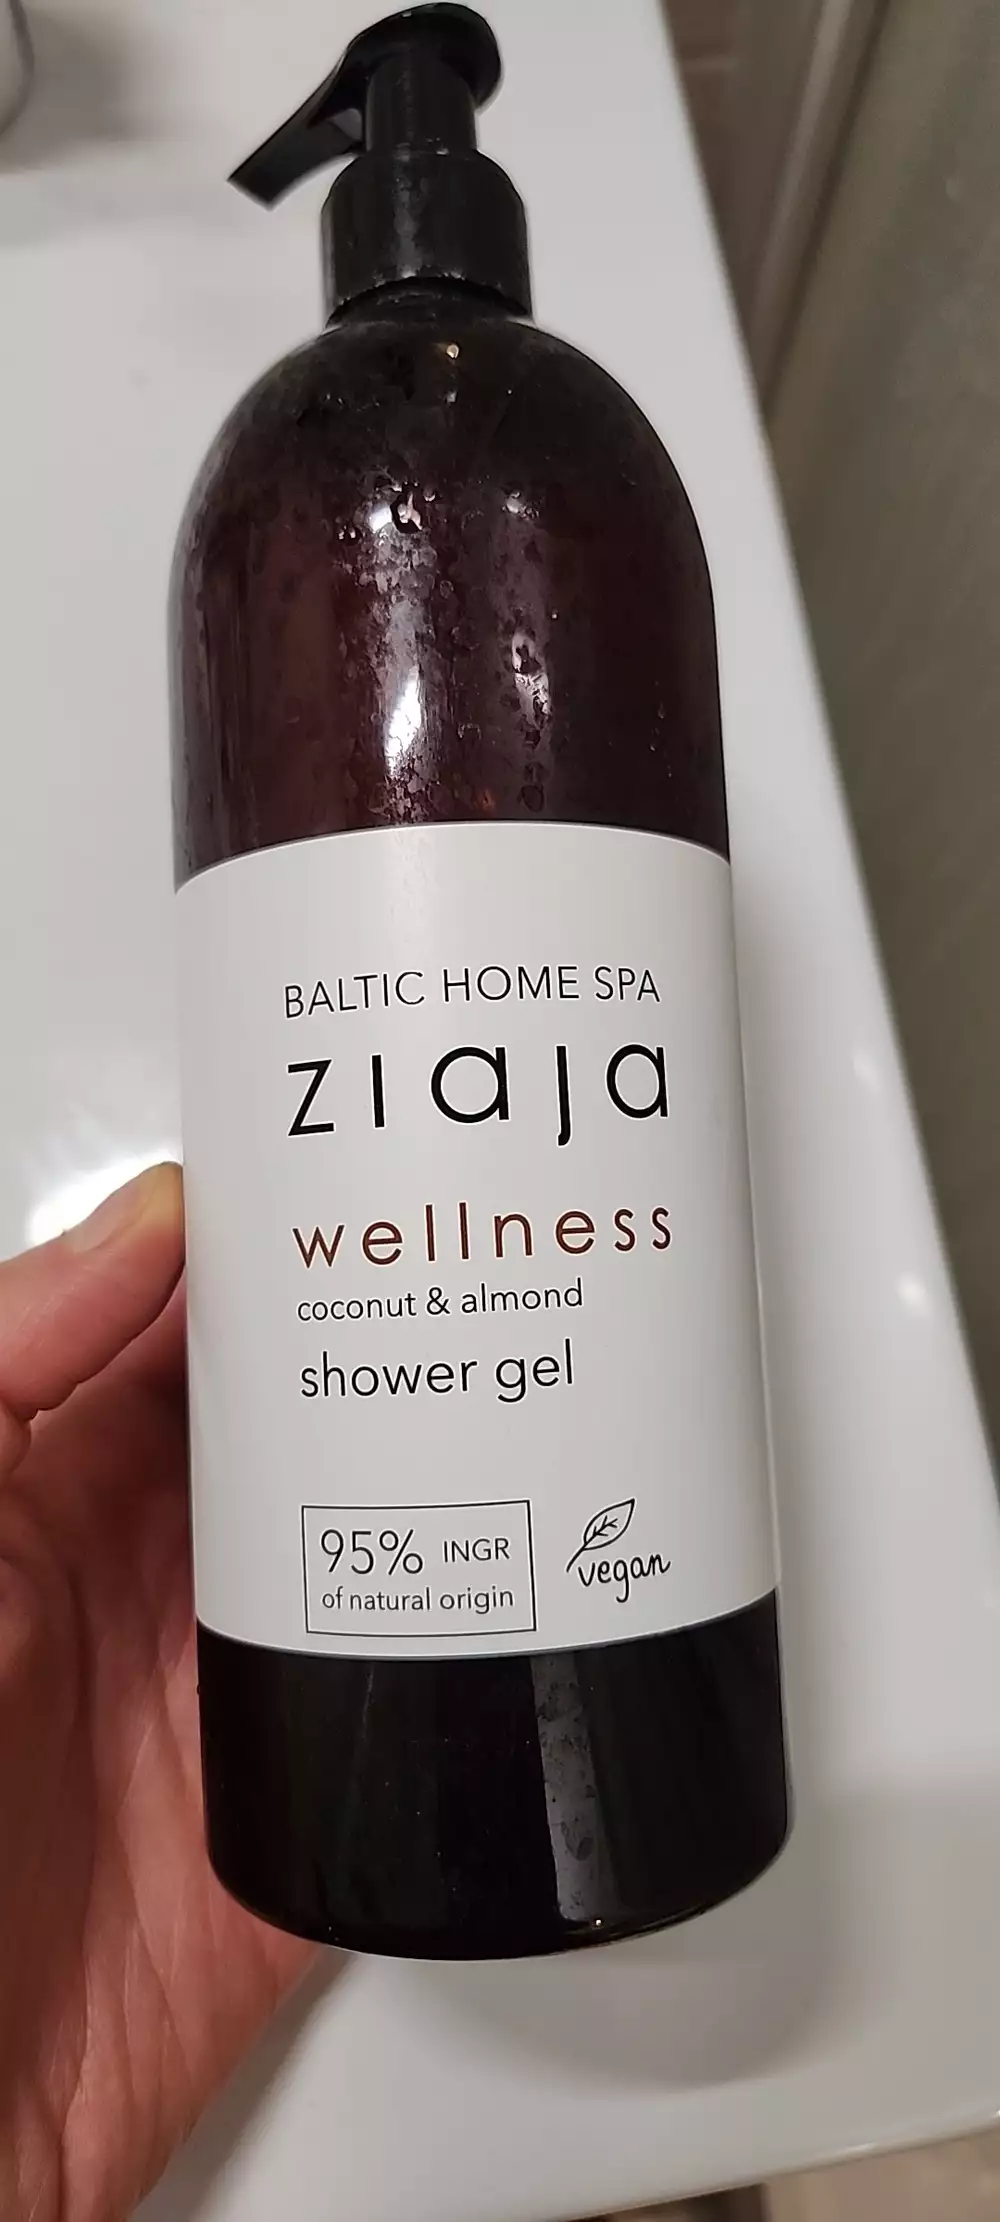 BALTIC HOME SPA
ziaja
wellness
coconut & almond
shower gel
95% INGR
of natural origin
vegan